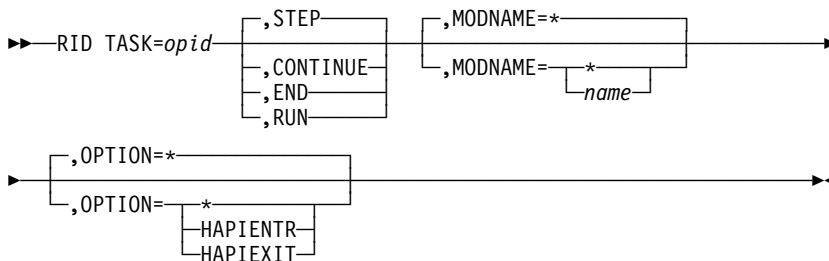 ,STEP ,MODNAME=*
RID TASK=opid
,CONTINUE ,MODNAME= *
,END name
,RUN
,OPTION=*
,OPTION= *
HAPIENTR
HAPIEXIT